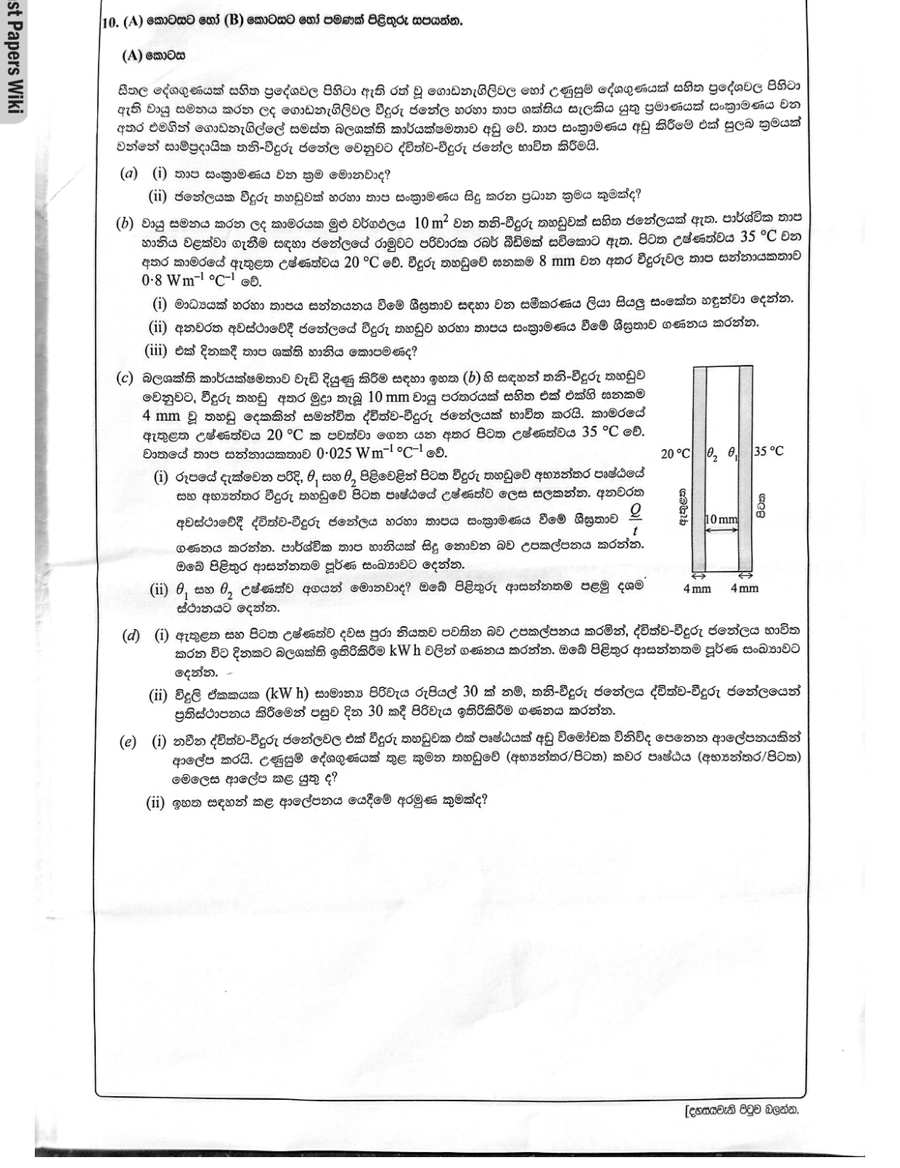 st Papers Wiki
10. (A) කොටසට හෝ (B) කොටසට හෝ පමණක් පිළිතුරු සපයන්න.
(A) කොටස
සීතල දේශගුණයක් සහිත ප්‍රදේශවල පිහිටා ඇති රත් වූ ගොඩනැගිලිවල හෝ උණුසුම් දේශගුණයක් සහිත ප්‍රදේශවල පිහිටා
ඇති වායු සමනය කරන ලද ගොඩනැගිලිවල වීදුරු ජනේල හරහා තාප ශක්තිය සැලකිය යුතු ප්‍රමාණයක් සංක්‍රාමණය වන
අතර එමගින් ගොඩනැගිල්ලේ සමස්ත බලශක්ති කාර්යක්ෂමතාව අඩු වේ. තාප සංක්‍රාමණය අඩු කිරීමේ එක් සුලබ ක්‍රමයක්
වන්නේ සාම්ප්‍රදායික තනි-වීදුරු ජනේල වෙනුවට ද්විත්ව-වීදුරු ජනේල භාවිත කිරීමයි.
(a) (i) තාප සංක්‍රාමණය වන ක්‍රම මොනවාද?
(ii) ජනේලයක වීදුරු තහඩුවක් හරහා තාප සංක්‍රාමණය සිදු කරන ප්‍රධාන ක්‍රමය කුමක්ද?
(b) වායු සමනය කරන ලද කාමරයක මුළු වර්ගඵලය 10 m² වන තනි-වීදුරු තහඩුවක් සහිත ජනේලයක් ඇත. පාර්ශ්වික තාප
හානිය වළක්වා ගැනීම සඳහා ජනේලයේ රාමුවට පරිවාරක රබර් බීඩිමක් සවිකොට ඇත. පිටත උෂ්ණත්වය 35 °C වන
අතර කාමරයේ ඇතුළත උෂ්ණත්වය 20 °C වේ. වීදුරු තහඩුවේ ඝනකම 8 mm වන අතර වීදුරුවල තාප සන්නායකතාව
0·8 W m⁻¹ °C⁻¹ වේ.
(i) මාධ්‍යයක් හරහා තාපය සන්නයනය වීමේ ශීඝ්‍රතාව සඳහා වන සමීකරණය ලියා සියලු සංකේත හඳුන්වා දෙන්න.
(ii) අනවරත අවස්ථාවේදී ජනේලයේ වීදුරු තහඩුව හරහා තාපය සංක්‍රාමණය වීමේ ශීඝ්‍රතාව ගණනය කරන්න.
(iii) එක් දිනකදී තාප ශක්ති හානිය කොපමණද?
(c) බලශක්ති කාර්යක්ෂමතාව වැඩි දියුණු කිරීම සඳහා ඉහත (b) හි සඳහන් තනි-වීදුරු තහඩුව
වෙනුවට, වීදුරු තහඩු අතර මුද්‍රා තැබූ 10 mm වායු පරතරයක් සහිත එක් එක්හි ඝනකම
4 mm වූ තහඩු දෙකකින් සමන්විත ද්විත්ව-වීදුරු ජනේලයක් භාවිත කරයි. කාමරයේ
ඇතුළත උෂ්ණත්වය 20 °C ක පවත්වා ගෙන යන අතර පිටත උෂ්ණත්වය 35 °C වේ.
වාතයේ තාප සන්නායකතාව 0·025 W m⁻¹ °C⁻¹ වේ.
(i) රූපයේ දැක්වෙන පරිදි, θ₁ සහ θ₂ පිළිවෙළින් පිටත වීදුරු තහඩුවේ අභ්‍යන්තර පෘෂ්ඨයේ
සහ අභ්‍යන්තර වීදුරු තහඩුවේ පිටත පෘෂ්ඨයේ උෂ්ණත්ව ලෙස සලකන්න. අනවරත
අවස්ථාවේදී ද්විත්ව-වීදුරු ජනේලය හරහා තාපය සංක්‍රාමණය වීමේ ශීඝ්‍රතාව Q/t
ගණනය කරන්න. පාර්ශ්වික තාප හානියක් සිදු නොවන බව උපකල්පනය කරන්න.
ඔබේ පිළිතුර ආසන්නතම පූර්ණ සංඛ්‍යාවට දෙන්න.
(ii) θ₁ සහ θ₂ උෂ්ණත්ව අගයන් මොනවාද? ඔබේ පිළිතුරු ආසන්නතම පළමු දශම
ස්ථානයට දෙන්න.
20 °C θ₂ θ₁ 35 °C
ඇතුළත
පිටත
10 mm
4 mm 4 mm
(d) (i) ඇතුළත සහ පිටත උෂ්ණත්ව දවස පුරා නියතව පවතින බව උපකල්පනය කරමින්, ද්විත්ව-වීදුරු ජනේලය භාවිත
කරන විට දිනකට බලශක්ති ඉතිරිකිරීම kW h වලින් ගණනය කරන්න. ඔබේ පිළිතුර ආසන්නතම පූර්ණ සංඛ්‍යාවට
දෙන්න.
(ii) විදුලි ඒකකයක (kW h) සාමාන්‍ය පිරිවැය රුපියල් 30 ක් නම්, තනි-වීදුරු ජනේලය ද්විත්ව-වීදුරු ජනේලයෙන්
ප්‍රතිස්ථාපනය කිරීමෙන් පසුව දින 30 කදී පිරිවැය ඉතිරිකිරීම ගණනය කරන්න.
(e) (i) නවීන ද්විත්ව-වීදුරු ජනේලවල එක් වීදුරු තහඩුවක එක් පෘෂ්ඨයක් අඩු විමෝචක විනිවිද පෙනෙන ආලේපනයකින්
ආලේප කරයි. උණුසුම් දේශගුණයක් තුළ කුමන තහඩුවේ (අභ්‍යන්තර/පිටත) කවර පෘෂ්ඨය (අභ්‍යන්තර/පිටත)
මෙලෙස ආලේප කළ යුතු ද?
(ii) ඉහත සඳහන් කළ ආලේපනය යෙදීමේ අරමුණ කුමක්ද?
[දහසයවැනි පිටුව බලන්න.